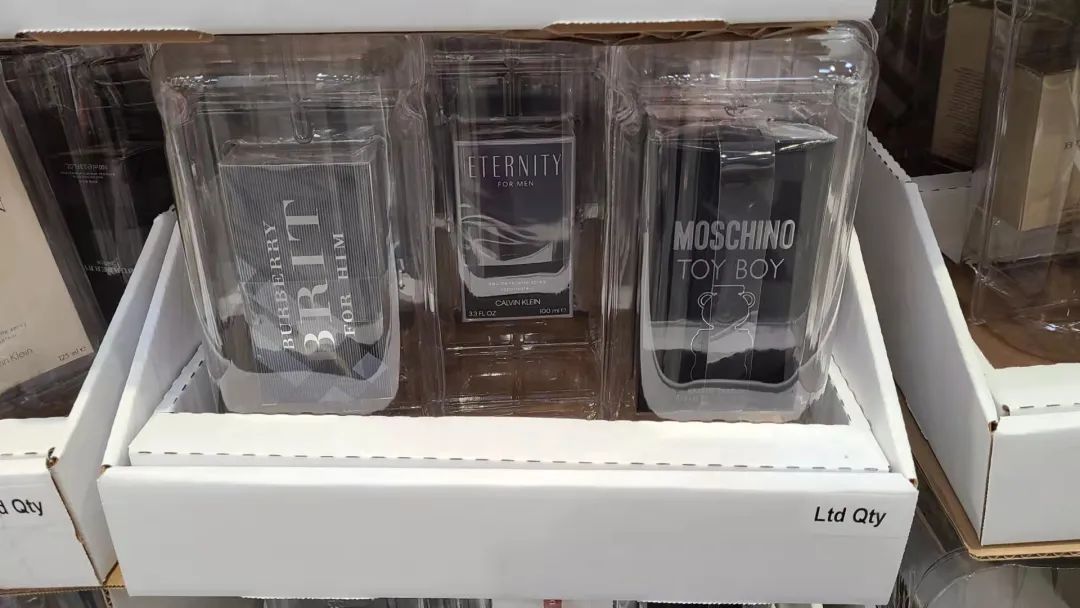 BURBERRY
BRIT
FOR HIM
ETERNITY
FOR MEN
CALVIN KLEIN
3.3 FL OZ
100 ml e
MOSCHINO
TOY BOY
Klein
125 ml e
Qty
Ltd Qty